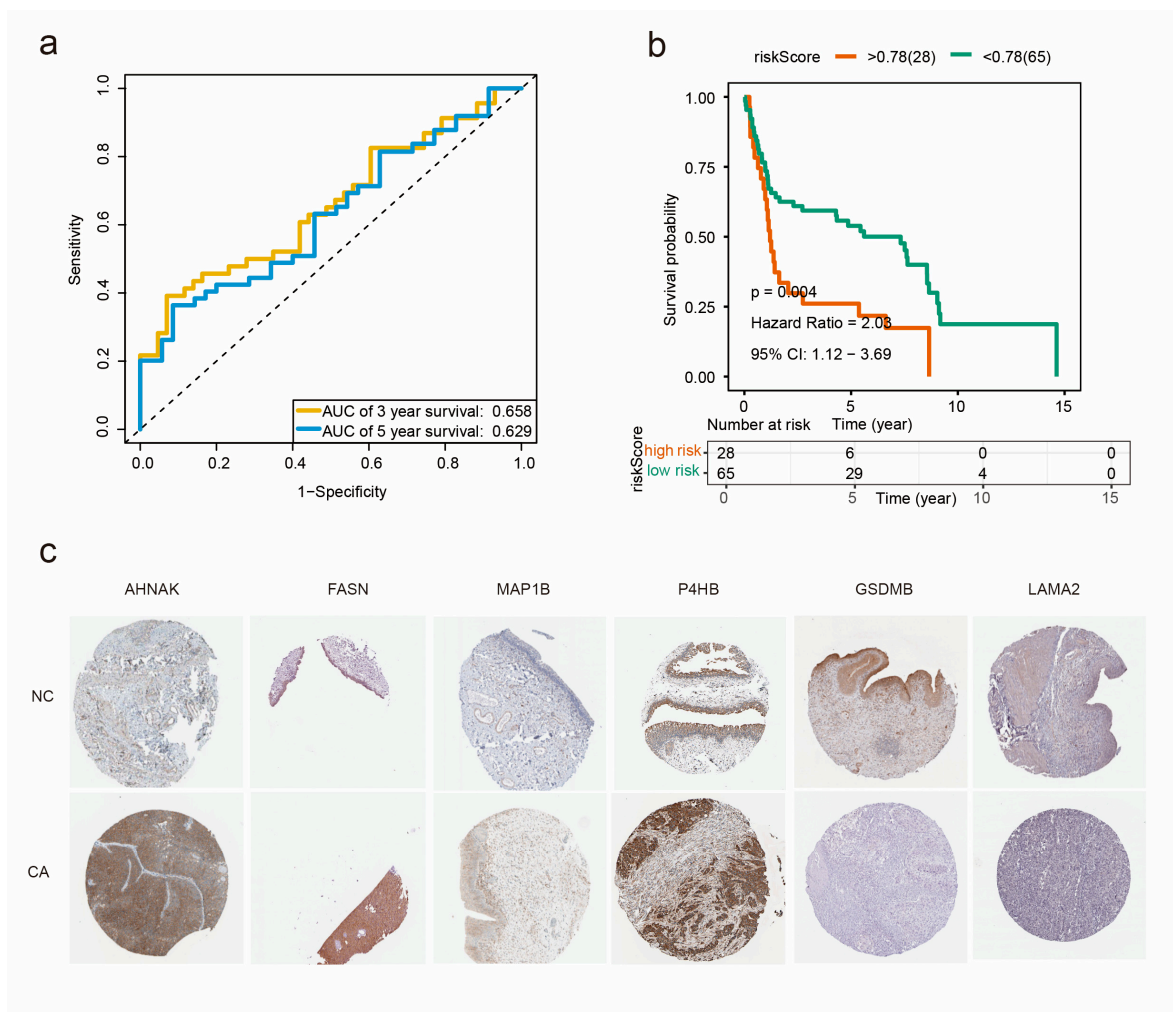 a
Sensitivity
1.0
0.8
0.6
0.4
0.2
0.0
AUC of 3 year survival: 0.658
AUC of 5 year survival: 0.629
0.0 0.2 0.4 0.6 0.8 1.0
1−Specificity
b
riskScore >0.78(28) <0.78(65)
Survival probability
1.00
0.75
0.50
0.25
0.00
p = 0.004
Hazard Ratio = 2.03
95% CI: 1.12 − 3.69
0 5 10 15
Number at risk Time (year)
riskScore
high risk 28 6 0 0
low risk 65 29 4 0
0 5 Time (year) 10 15
c
AHNAK FASN MAP1B P4HB GSDMB LAMA2
NC
CA